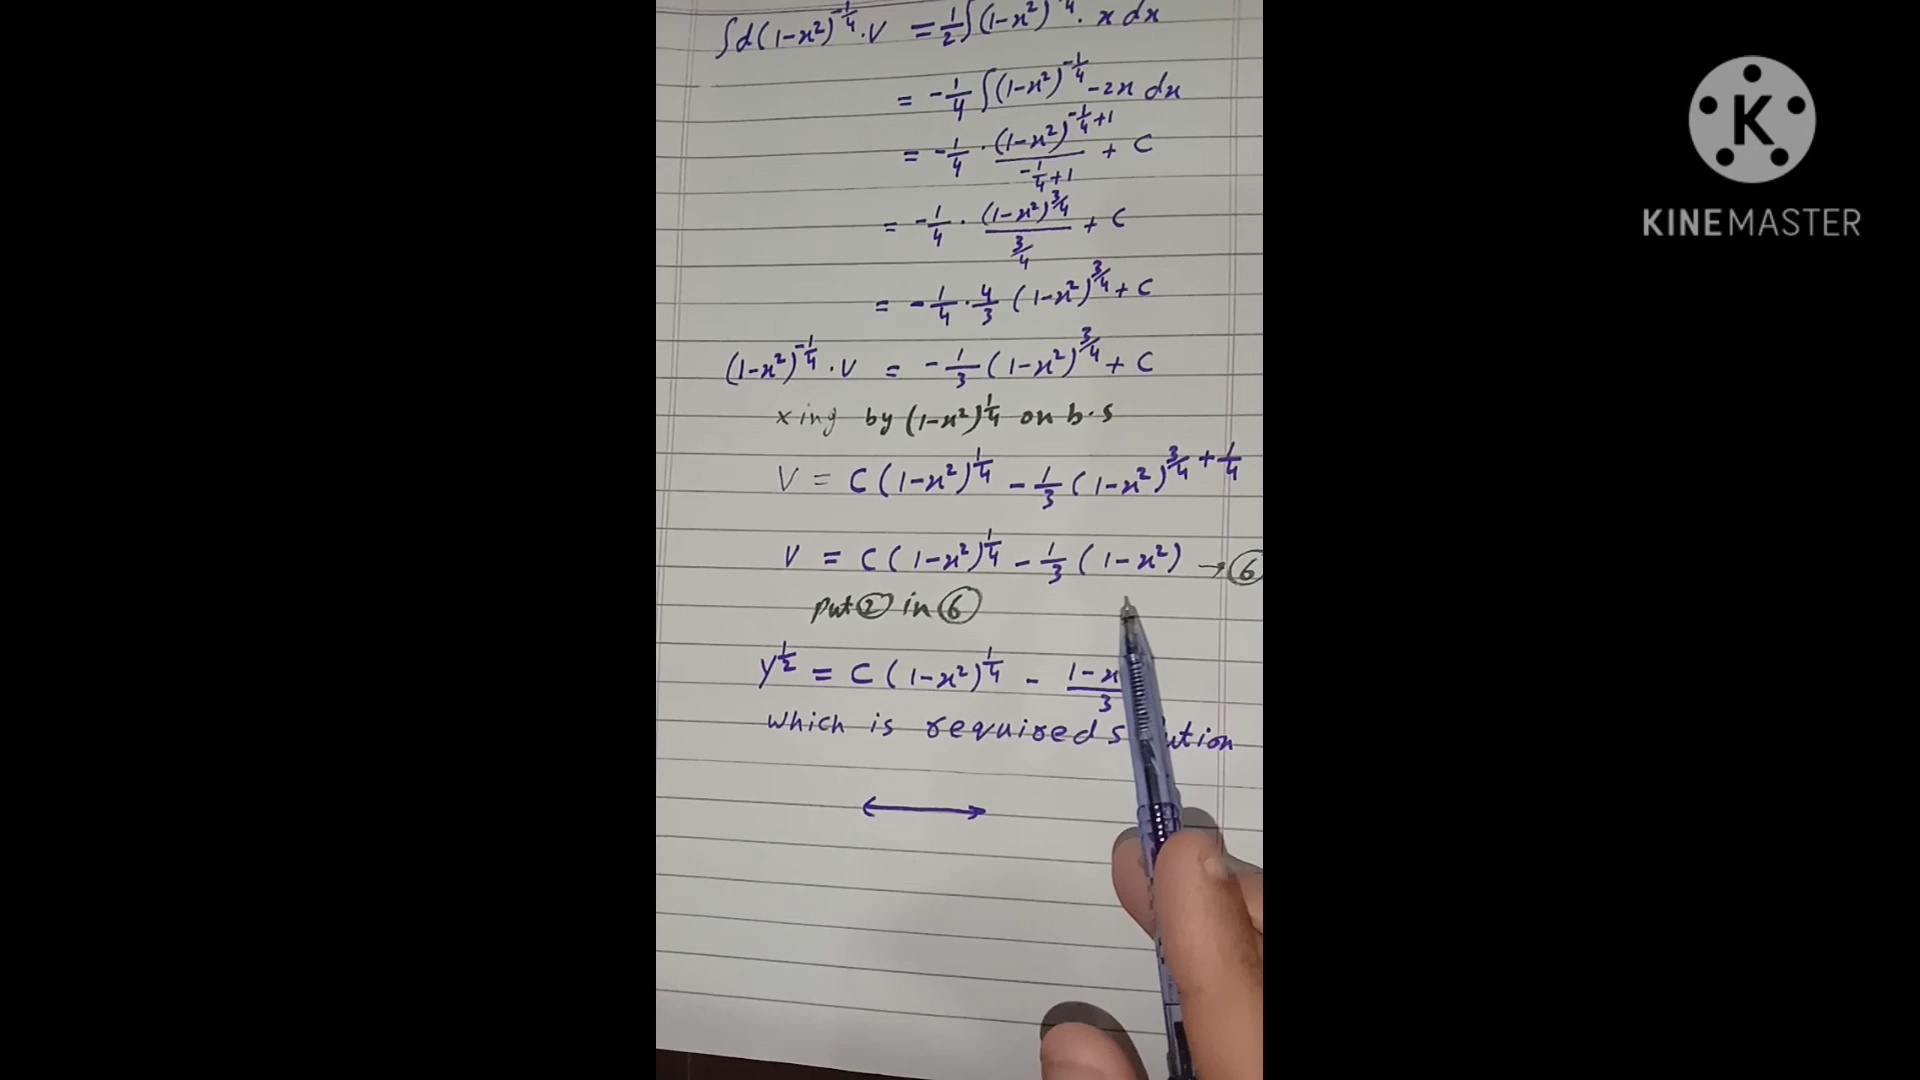 ∫d(1-x²)^-1/4 . V = 1/2 ∫(1-x²) . x dx
= -1/4 ∫(1-x²)^-1/4 -2x dx
= -1/4 . (1-x²)^-1/4+1 / -1/4+1 + C
= -1/4 . (1-x²)^3/4 / 3/4 + C
= -1/4 . 4/3 (1-x²)^3/4 + C
(1-x²)^-1/4 . V = -1/3 (1-x²)^3/4 + C
xing by (1-x²)^1/4 on b.s
V = C(1-x²)^1/4 - 1/3 (1-x²)^3/4+1/4
V = C(1-x²)^1/4 - 1/3 (1-x²) → ⑥
put ② in ⑥
y^1/2 = C(1-x²)^1/4 - 1-x / 3
which is required
K
KINEMASTER